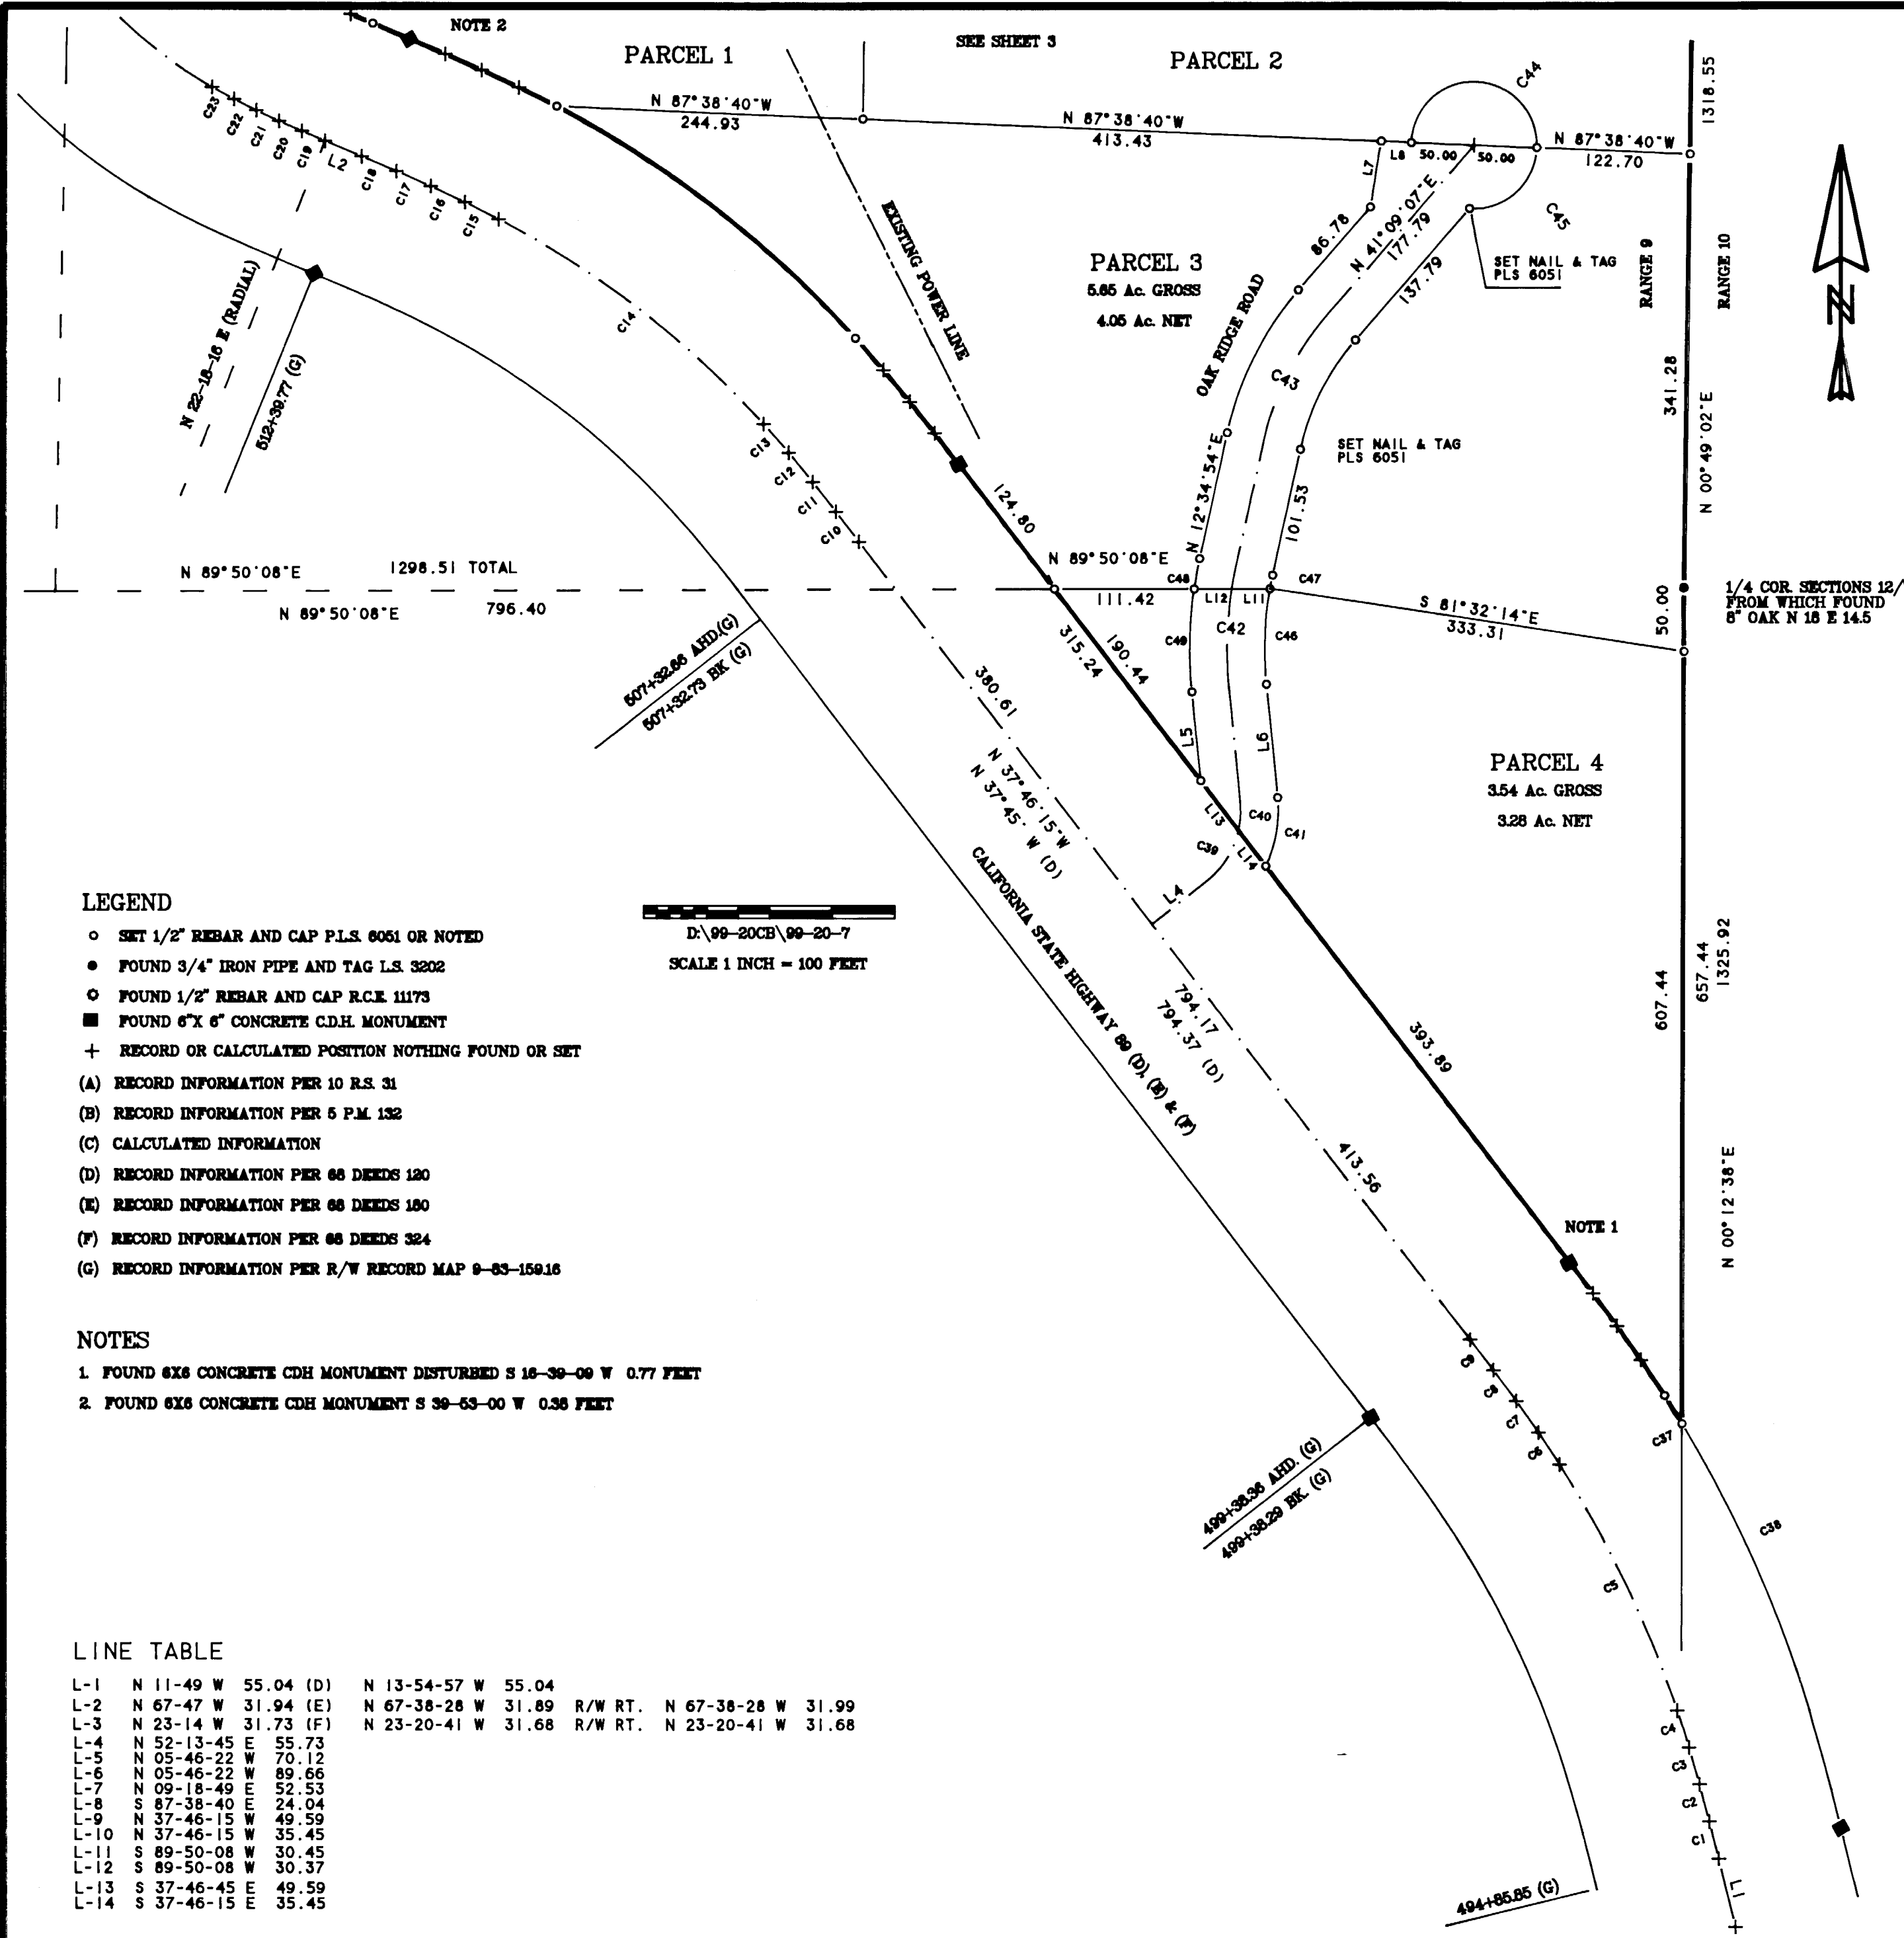 NOTE 2
PARCEL 1
SEE SHEET 3
PARCEL 2
C44
1318.55
N 87°38'40"W
244.93
N 87°38'40"W
413.43
L7
L8
50.00
50.00
N 87°38'40"W
122.70
C23
C22
C21
C20
C19
L2
C18
C17
C16
C15
C45
N 41°09'07"E
177.79
86.78
137.79
SET NAIL & TAG
PLS 6051
RANGE 9
RANGE 10
N
EXISTING POWER LINE
PARCEL 3
5.65 Ac. GROSS
4.05 Ac. NET
OAK RIDGE ROAD
N 22-18-16 E (RADIAL)
512+39.77 (G)
C14
C43
341.28
N 00°49'02"E
SET NAIL & TAG
PLS 6051
C13
C12
C11
C10
124.80
N 12°34'54"E
101.53
N 89°50'08"E
1298.51 TOTAL
N 89°50'08"E
796.40
N 89°50'08"E
111.42
C48
L12
L11
C47
S 81°32'14"E
333.31
50.00
1/4 COR. SECTIONS 12/
FROM WHICH FOUND
8" OAK N 18 E 14.5
C42
C49
C46
315.24
190.44
380.61
507+32.66 AHD.(G)
507+32.73 BK (G)
L5
L6
N 37°46'15"W
N 37°45' W (D)
L13
C40
C41
C39
L14
L4
PARCEL 4
3.54 Ac. GROSS
3.28 Ac. NET
CALIFORNIA STATE HIGHWAY 89 (D), (E) & (F)
794.17
794.37 (D)
393.89
607.44
657.44
1325.92
413.56
NOTE 1
N 00°12'38"E
LEGEND
SET 1/2" REBAR AND CAP P.L.S. 6051 OR NOTED
FOUND 3/4" IRON PIPE AND TAG L.S. 3202
FOUND 1/2" REBAR AND CAP R.C.E. 11173
FOUND 6"X 6" CONCRETE C.D.H. MONUMENT
RECORD OR CALCULATED POSITION NOTHING FOUND OR SET
(A) RECORD INFORMATION PER 10 R.S. 31
(B) RECORD INFORMATION PER 5 P.M. 132
(C) CALCULATED INFORMATION
(D) RECORD INFORMATION PER 68 DEEDS 120
(E) RECORD INFORMATION PER 68 DEEDS 180
(F) RECORD INFORMATION PER 68 DEEDS 324
(G) RECORD INFORMATION PER R/W RECORD MAP 9-83-159.16
D:\99-20CB\99-20-7
SCALE 1 INCH = 100 FEET
NOTES
1. FOUND 6X6 CONCRETE CDH MONUMENT DISTURBED S 16-39-09 W 0.77 FEET
2. FOUND 6X6 CONCRETE CDH MONUMENT S 39-53-00 W 0.38 FEET
C9
C8
C7
C6
C37
C38
499+38.36 AHD. (G)
499+38.29 BK. (G)
C5
C4
C3
C2
C1
L1
494+85.85 (G)
LINE TABLE
L-1 N 11-49 W 55.04 (D) N 13-54-57 W 55.04
L-2 N 67-47 W 31.94 (E) N 67-38-28 W 31.89 R/W RT. N 67-38-28 W 31.99
L-3 N 23-14 W 31.73 (F) N 23-20-41 W 31.68 R/W RT. N 23-20-41 W 31.68
L-4 N 52-13-45 E 55.73
L-5 N 05-46-22 W 70.12
L-6 N 05-46-22 W 89.66
L-7 N 09-18-49 E 52.53
L-8 S 87-38-40 E 24.04
L-9 N 37-46-15 W 49.59
L-10 N 37-46-15 W 35.45
L-11 S 89-50-08 W 30.45
L-12 S 89-50-08 W 30.37
L-13 S 37-46-45 E 49.59
L-14 S 37-46-15 E 35.45